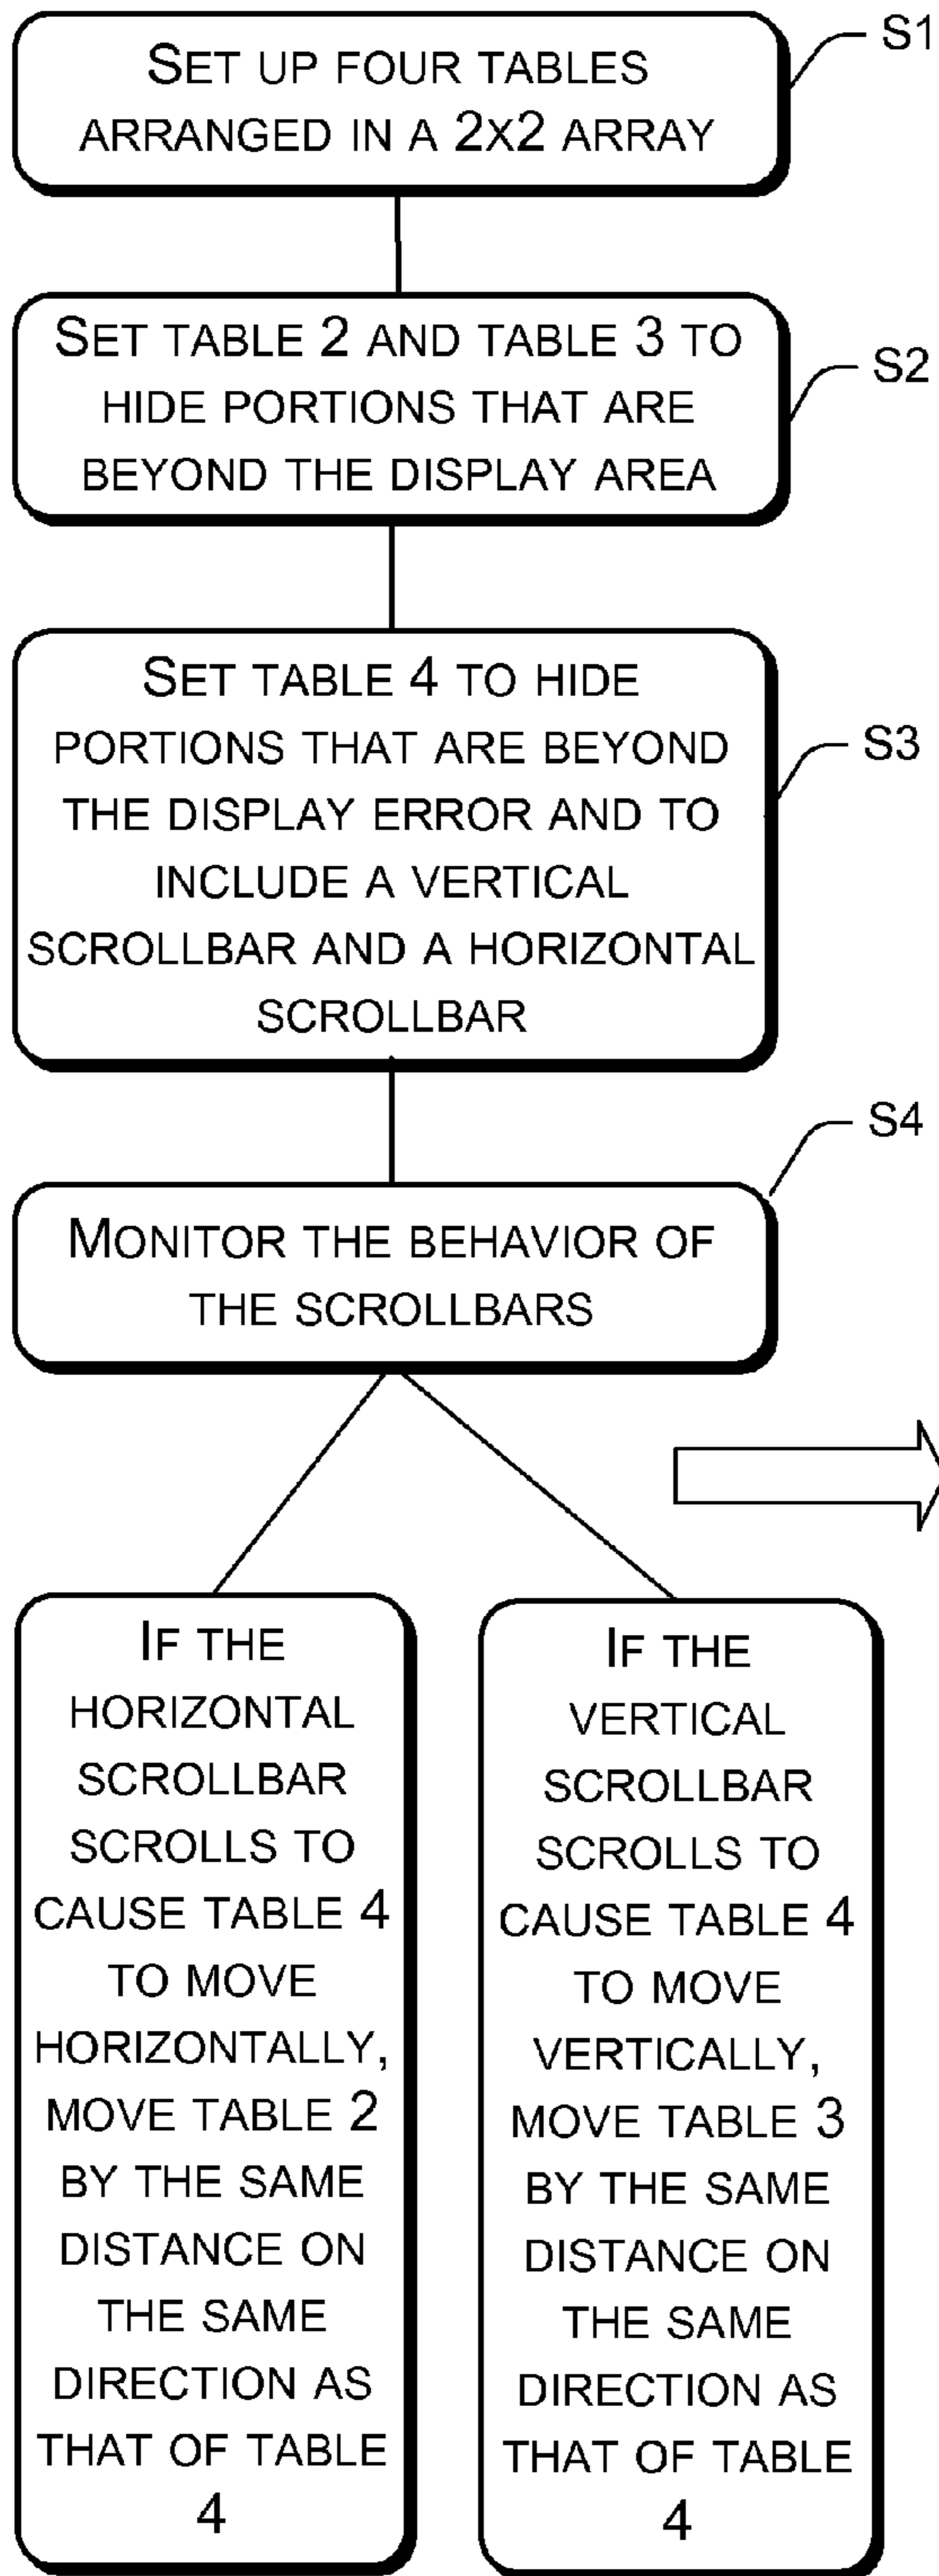 SET UP FOUR TABLES
ARRANGED IN A 2X2 ARRAY
S1
SET TABLE 2 AND TABLE 3 TO
HIDE PORTIONS THAT ARE
BEYOND THE DISPLAY AREA
S2
SET TABLE 4 TO HIDE
PORTIONS THAT ARE BEYOND
THE DISPLAY ERROR AND TO
INCLUDE A VERTICAL
SCROLLBAR AND A HORIZONTAL
SCROLLBAR
S3
MONITOR THE BEHAVIOR OF
THE SCROLLBARS
S4
IF THE
HORIZONTAL
SCROLLBAR
SCROLLS TO
CAUSE TABLE 4
TO MOVE
HORIZONTALLY,
MOVE TABLE 2
BY THE SAME
DISTANCE ON
THE SAME
DIRECTION AS
THAT OF TABLE
4
IF THE
VERTICAL
SCROLLBAR
SCROLLS TO
CAUSE TABLE 4
TO MOVE
VERTICALLY,
MOVE TABLE 3
BY THE SAME
DISTANCE ON
THE SAME
DIRECTION AS
THAT OF TABLE
4